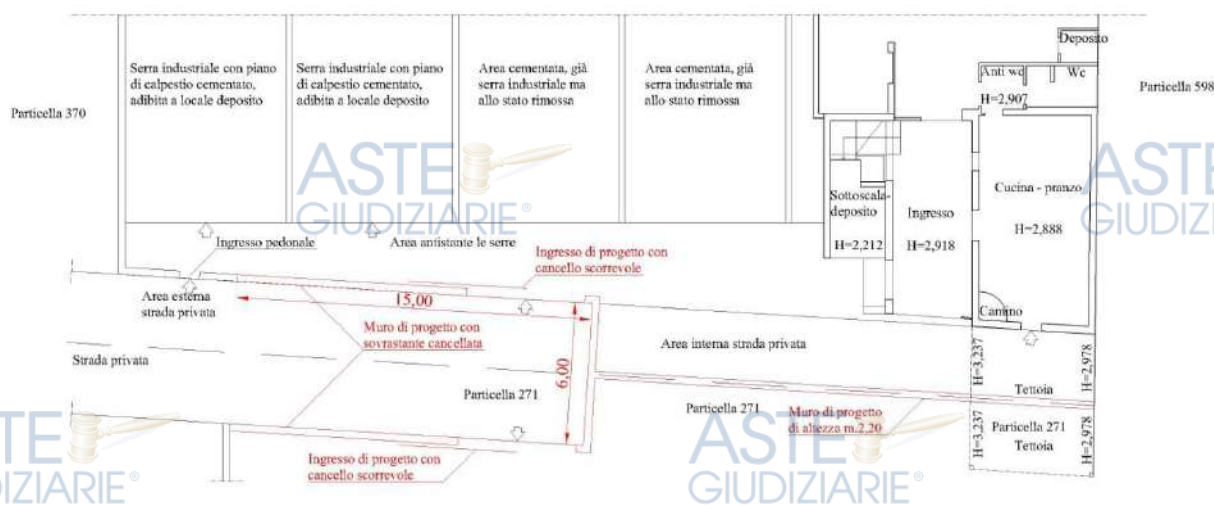 Serra industriale con piano
di calpestio cementato,
adibita a locale deposito
Serra industriale con piano
di calpestio cementato,
adibita a locale deposito
Area cementata, già
serra industriale ma
allo stato rimossa
Area cementata, già
serra industriale ma
allo stato rimossa
Deposito
Anti wc
Wc
H=2,907
Particella 370
Particella 598
ASTE
GIUDIZIARIE®
ASTE
GIUDIZI
Sottoscala-
deposito
H=2,212
Ingresso
H=2,918
Cucina - pranzo
H=2,888
Camino
Ingresso pedonale
Area antistante le serre
Ingresso di progetto con
cancello scorrevole
Area esterna
strada privata
15,00
Muro di progetto con
sovrastante cancellata
Strada privata
6,00
Area interna strada privata
H=3,237
H=2,978
Tettoia
Particella 271
Particella 271
Muro di progetto
di altezza m.2,20
H=3,237
Particella 271
Tettoia
H=2,978
Ingresso di progetto con
cancello scorrevole
TE
DIZIARIE®
ASTE
GIUDIZIARIE®